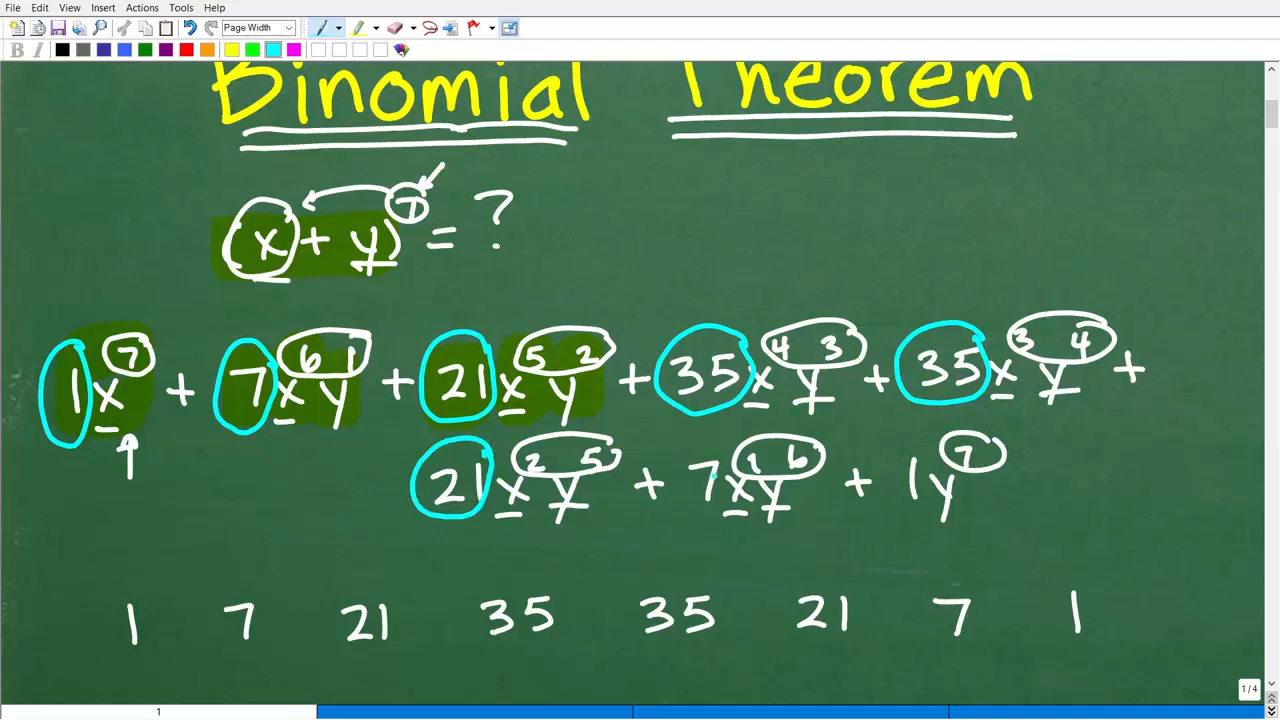 File Edit View Insert Actions Tools Help
Page Width
B I
Binomial Theorem
(x + y)⁷ = ?
1x⁷ + 7x⁶y¹ + 21x⁵y² + 35x⁴y³ + 35x³y⁴ +
21x²y⁵ + 7x¹y⁶ + 1y⁷
1 7 21 35 35 21 7 1
1/4
1